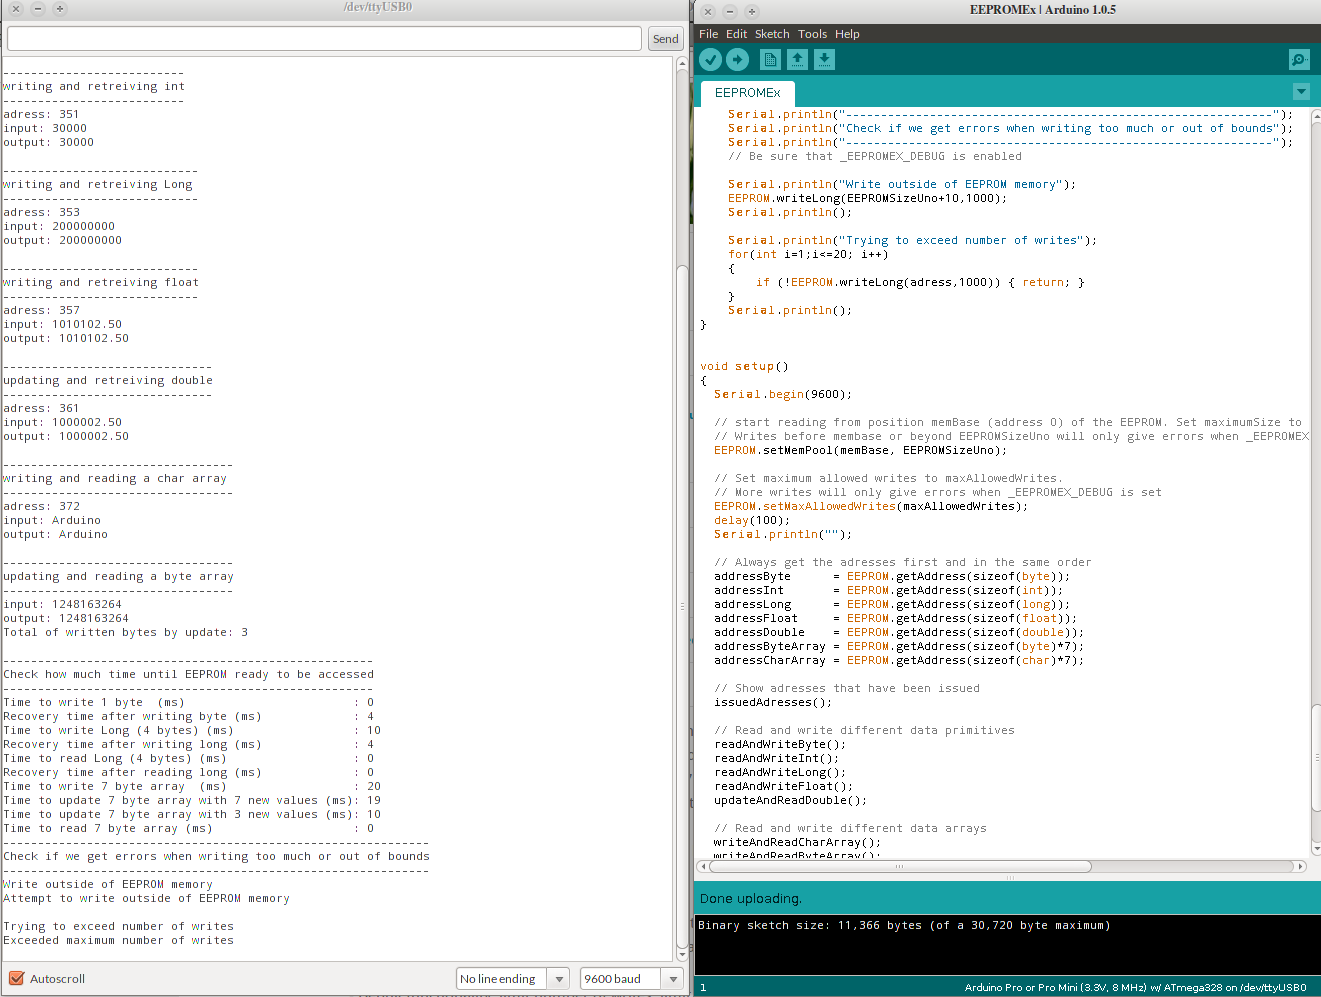 /dev/ttyUSB0
Send
--------------------------
writing and retreiving int
--------------------------
adress: 351
input: 30000
output: 30000
----------------------------
writing and retreiving Long
----------------------------
adress: 353
input: 200000000
output: 200000000
----------------------------
writing and retreiving float
----------------------------
adress: 357
input: 1010102.50
output: 1010102.50
------------------------------
updating and retreiving double
------------------------------
adress: 361
input: 1000002.50
output: 1000002.50
---------------------------------
writing and reading a char array
---------------------------------
adress: 372
input: Arduino
output: Arduino
---------------------------------
updating and reading a byte array
---------------------------------
input: 1248163264
output: 1248163264
Total of written bytes by update: 3
-----------------------------------------------------
Check how much time until EEPROM ready to be accessed
-----------------------------------------------------
Time to write 1 byte  (ms)                        : 0
Recovery time after writing byte (ms)             : 4
Time to write Long (4 bytes) (ms)                 : 10
Recovery time after writing long (ms)             : 4
Time to read Long (4 bytes) (ms)                  : 0
Recovery time after reading long (ms)             : 0
Time to write 7 byte array  (ms)                  : 20
Time to update 7 byte array with 7 new values (ms): 19
Time to update 7 byte array with 3 new values (ms): 10
Time to read 7 byte array (ms)                    : 0
-------------------------------------------------------------
Check if we get errors when writing too much or out of bounds
-------------------------------------------------------------
Write outside of EEPROM memory
Attempt to write outside of EEPROM memory
Trying to exceed number of writes
Exceeded maximum number of writes
Autoscroll
No line ending
9600 baud
EEPROMEx | Arduino 1.0.5
File Edit Sketch Tools Help
EEPROMEx
Serial.println("-------------------------------------------------------------");
Serial.println("Check if we get errors when writing too much or out of bounds");
Serial.println("-------------------------------------------------------------");
// Be sure that _EEPROMEX_DEBUG is enabled
Serial.println("Write outside of EEPROM memory");
EEPROM.writeLong(EEPROMSizeUno+10,1000);
Serial.println();
Serial.println("Trying to exceed number of writes");
for(int i=1;i<=20; i++)
{
if (!EEPROM.writeLong(adress,1000)) { return; }
}
Serial.println();
}
void setup()
{
Serial.begin(9600);
// start reading from position memBase (address 0) of the EEPROM. Set maximumSize to
// Writes before membase or beyond EEPROMSizeUno will only give errors when _EEPROMEX
EEPROM.setMemPool(memBase, EEPROMSizeUno);
// Set maximum allowed writes to maxAllowedWrites.
// More writes will only give errors when _EEPROMEX_DEBUG is set
EEPROM.setMaxAllowedWrites(maxAllowedWrites);
delay(100);
Serial.println("");
// Always get the adresses first and in the same order
addressByte      = EEPROM.getAddress(sizeof(byte));
addressInt       = EEPROM.getAddress(sizeof(int));
addressLong      = EEPROM.getAddress(sizeof(long));
addressFloat     = EEPROM.getAddress(sizeof(float));
addressDouble    = EEPROM.getAddress(sizeof(double));
addressByteArray = EEPROM.getAddress(sizeof(byte)*7);
addressCharArray = EEPROM.getAddress(sizeof(char)*7);
// Show adresses that have been issued
issuedAdresses();
// Read and write different data primitives
readAndWriteByte();
readAndWriteInt();
readAndWriteLong();
readAndWriteFloat();
updateAndReadDouble();
// Read and write different data arrays
writeAndReadCharArray();
writeAndReadByteArray();
Done uploading.
Binary sketch size: 11,366 bytes (of a 30,720 byte maximum)
1
Arduino Pro or Pro Mini (3.3V, 8 MHz) w/ ATmega328 on /dev/ttyUSB0